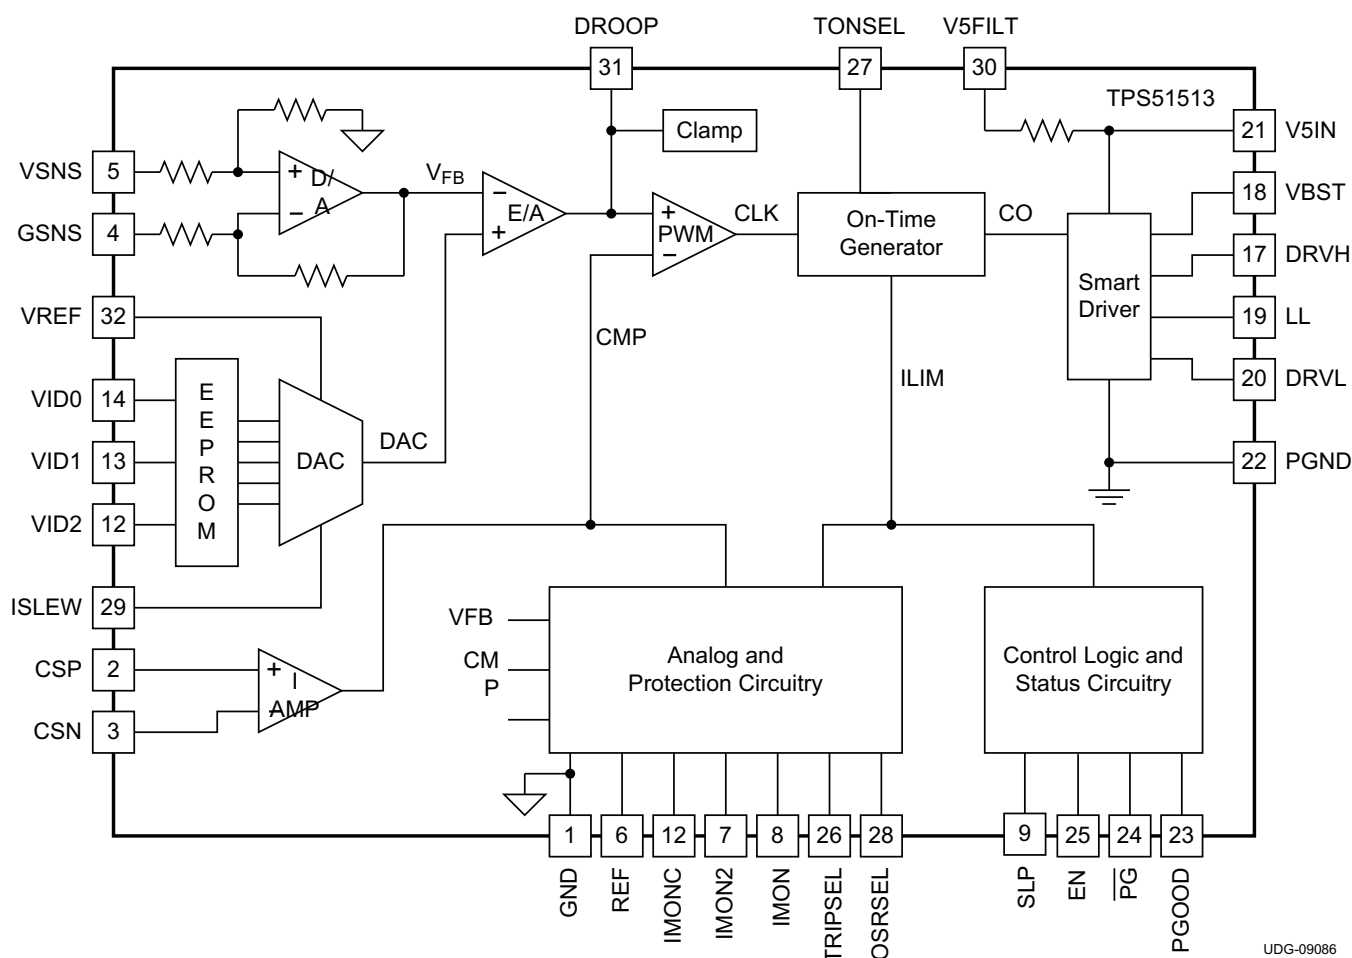 DROOP
TONSEL
V5FILT
31
27
30
TPS51513
Clamp
21
V5IN
VSNS
5
+
D/
A
−
VFB
−
E/A
+
+
PWM
−
CLK
On-Time
Generator
CO
18
VBST
GSNS
4
17
DRVH
Smart
Driver
VREF
32
CMP
19
LL
ILIM
20
DRVL
VID0
14
E
E
P
R
O
M
DAC
DAC
VID1
13
22
PGND
VID2
12
ISLEW
29
VFB
CM
P
Analog and
Protection Circuitry
Control Logic and
Status Circuitry
CSP
2
+
I
AMP
−
CSN
3
1
6
12
7
8
26
28
9
25
24
23
GND
REF
IMONC
IMON2
IMON
TRIPSEL
OSRSEL
SLP
EN
PG
PGOOD
UDG-09086